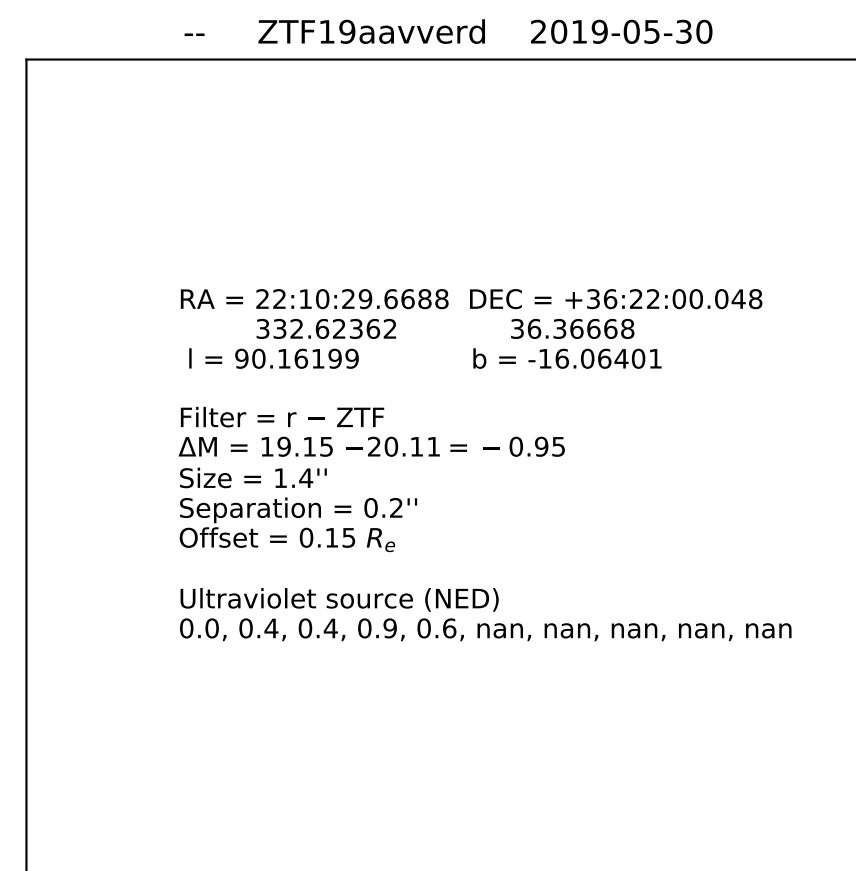 -- ZTF19aavverd 2019-05-30
RA = 22:10:29.6688 DEC = +36:22:00.048
332.62362 36.36668
l = 90.16199 b = -16.06401
Filter = r − ZTF
ΔM = 19.15 −20.11 = − 0.95
Size = 1.4''
Separation = 0.2''
Offset = 0.15 Re
Ultraviolet source (NED)
0.0, 0.4, 0.4, 0.9, 0.6, nan, nan, nan, nan, nan